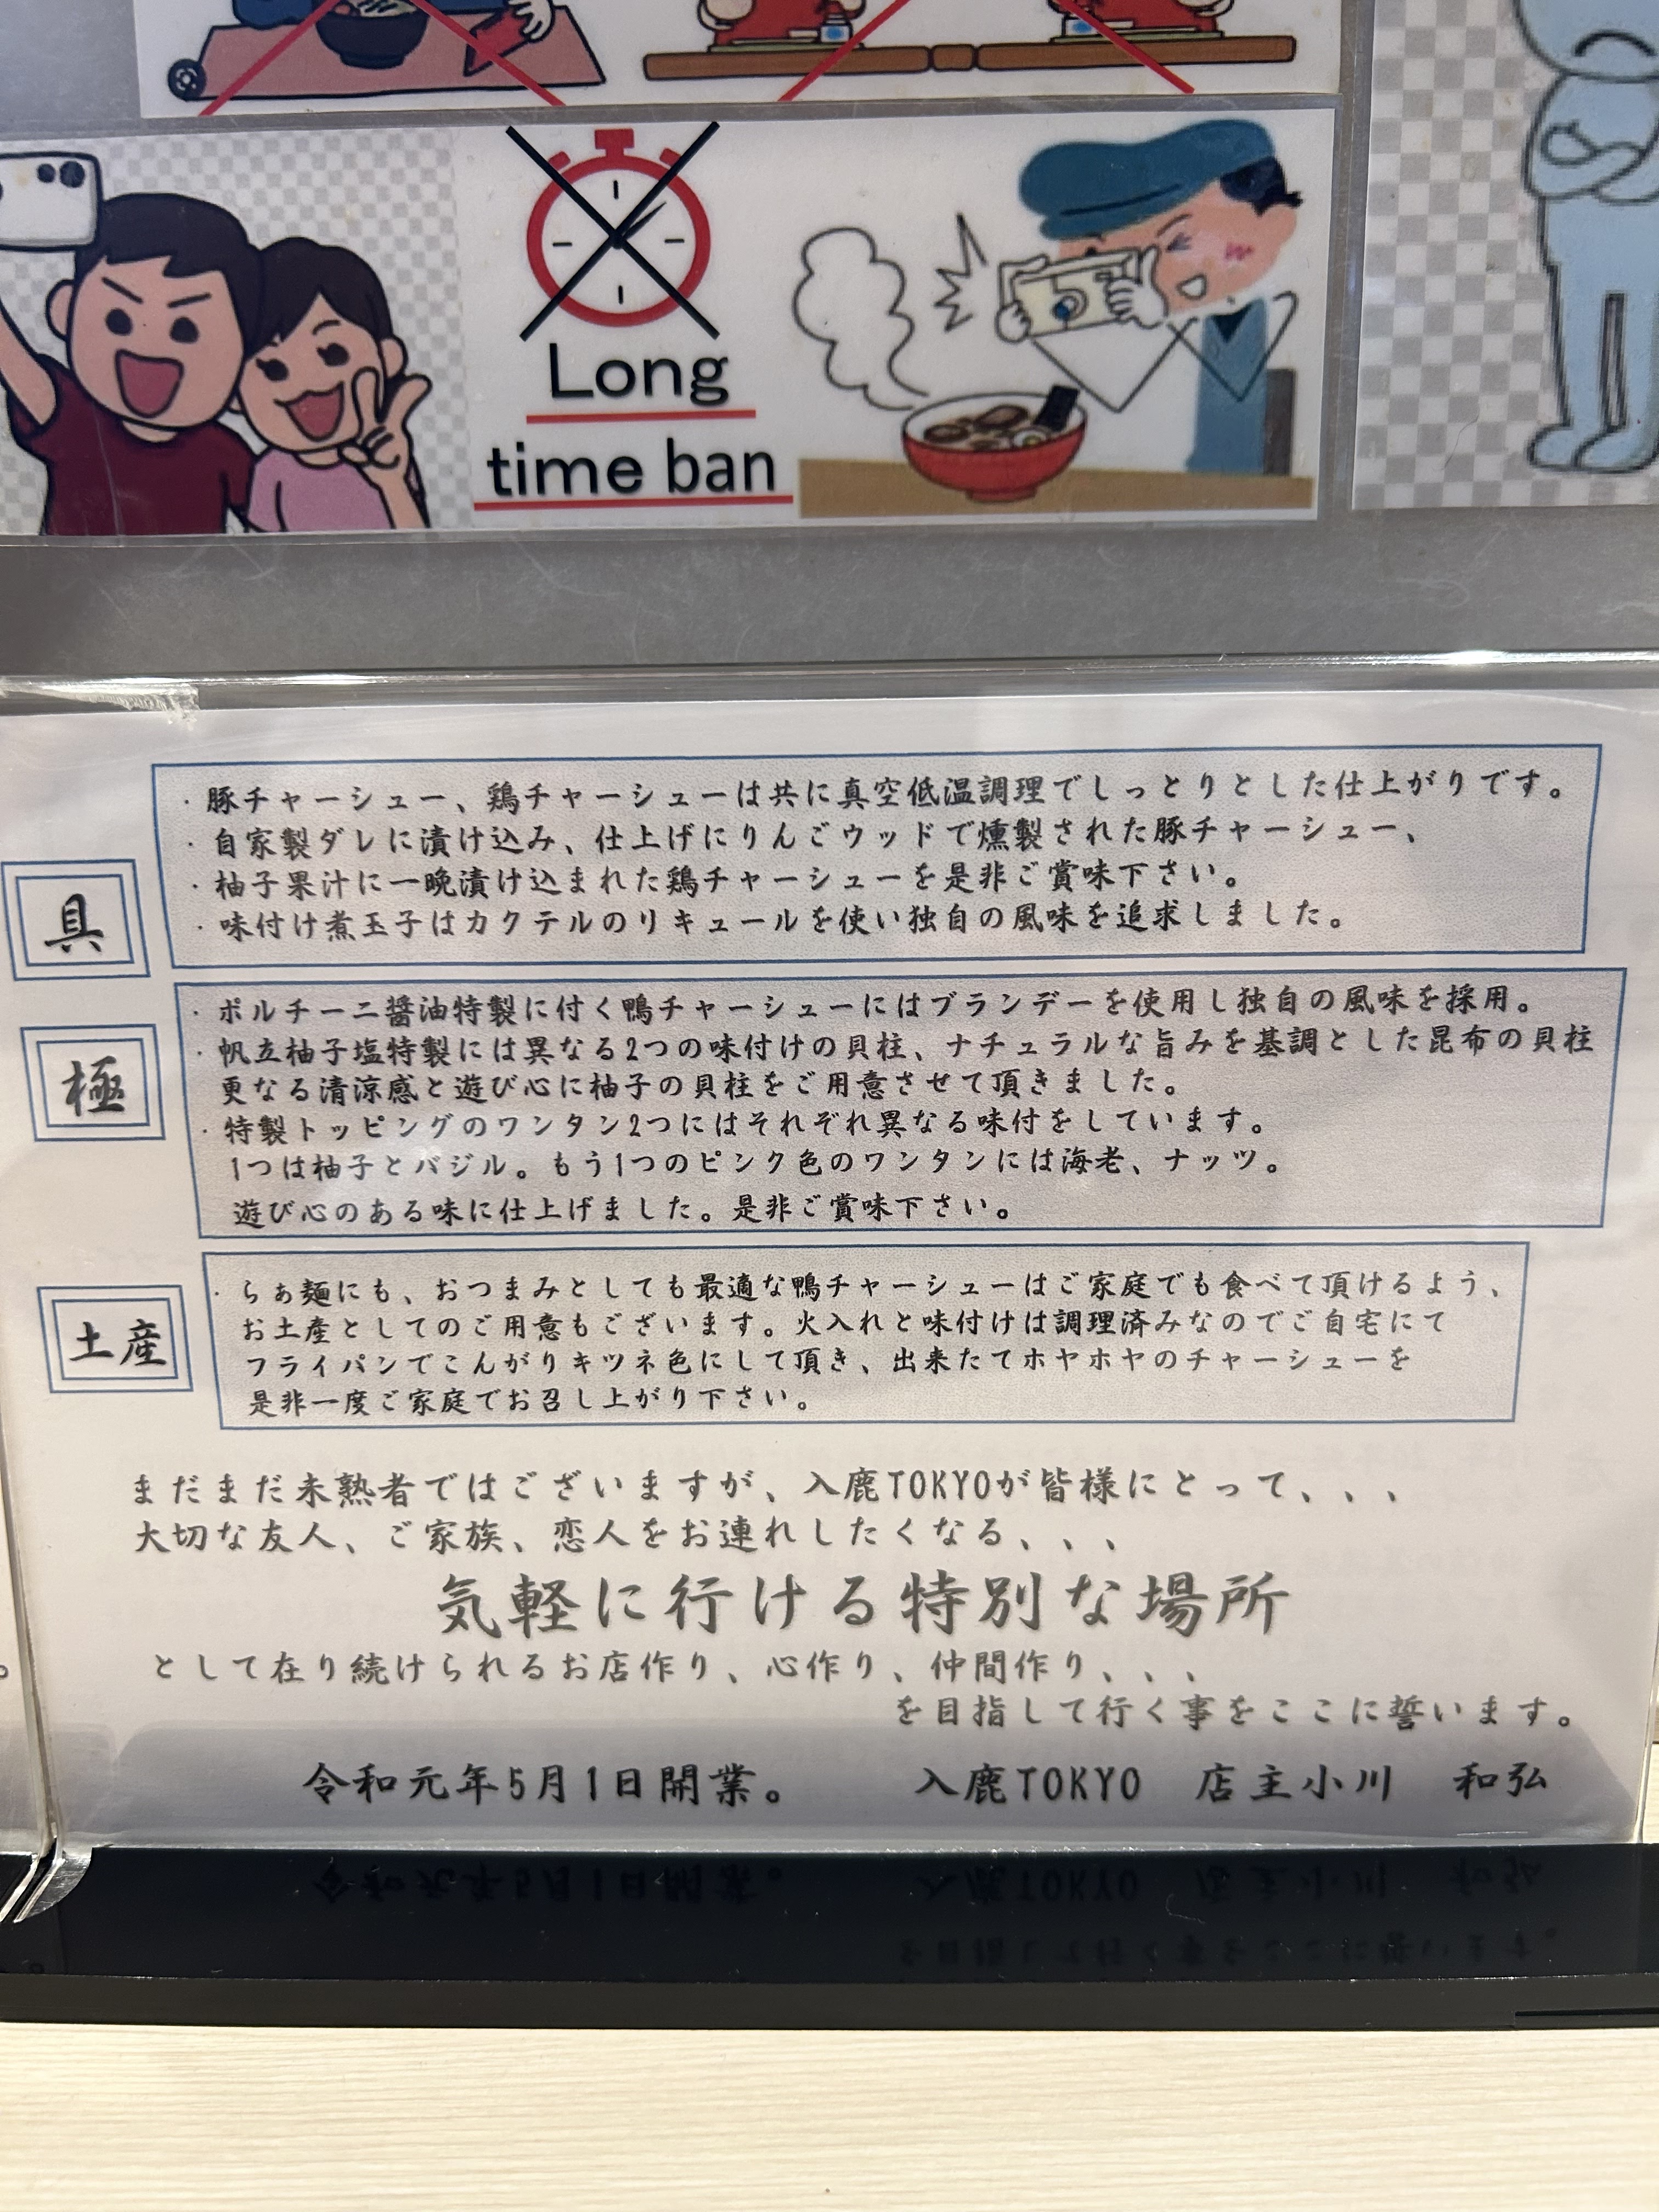 Long
time ban
具
・豚チャーシュー、鶏チャーシューは共に真空低温調理でしっとりとした仕上がりです。
・自家製ダレに漬け込み、仕上げにりんごウッドで燻製された豚チャーシュー、
・柚子果汁に一晩漬け込まれた鶏チャーシューを是非ご賞味下さい。
・味付け煮玉子はカクテルのリキュールを使い独自の風味を追求しました。
極
・ポルチーニ醤油特製に付く鴨チャーシューにはブランデーを使用し独自の風味を採用。
・帆立柚子塩特製には異なる2つの味付けの貝柱、ナチュラルな旨みを基調とした昆布の貝柱
更なる清涼感と遊び心に柚子の貝柱をご用意させて頂きました。
・特製トッピングのワンタン2つにはそれぞれ異なる味付をしています。
1つは柚子とバジル。もう1つのピンク色のワンタンには海老、ナッツ。
遊び心のある味に仕上げました。是非ご賞味下さい。
土産
・らぁ麺にも、おつまみとしても最適な鴨チャーシューはご家庭でも食べて頂けるよう、
お土産としてのご用意もございます。火入れと味付けは調理済みなのでご自宅にて
フライパンでこんがりキツネ色にして頂き、出来たてホヤホヤのチャーシューを
是非一度ご家庭でお召し上がり下さい。
まだまだ未熟者ではございますが、入鹿TOKYOが皆様にとって、、、
大切な友人、ご家族、恋人をお連れしたくなる、、、
気軽に行ける特別な場所
として在り続けられるお店作り、心作り、仲間作り、、、
を目指して行く事をここに誓います。
令和元年5月1日開業。 入鹿TOKYO 店主小川 和弘